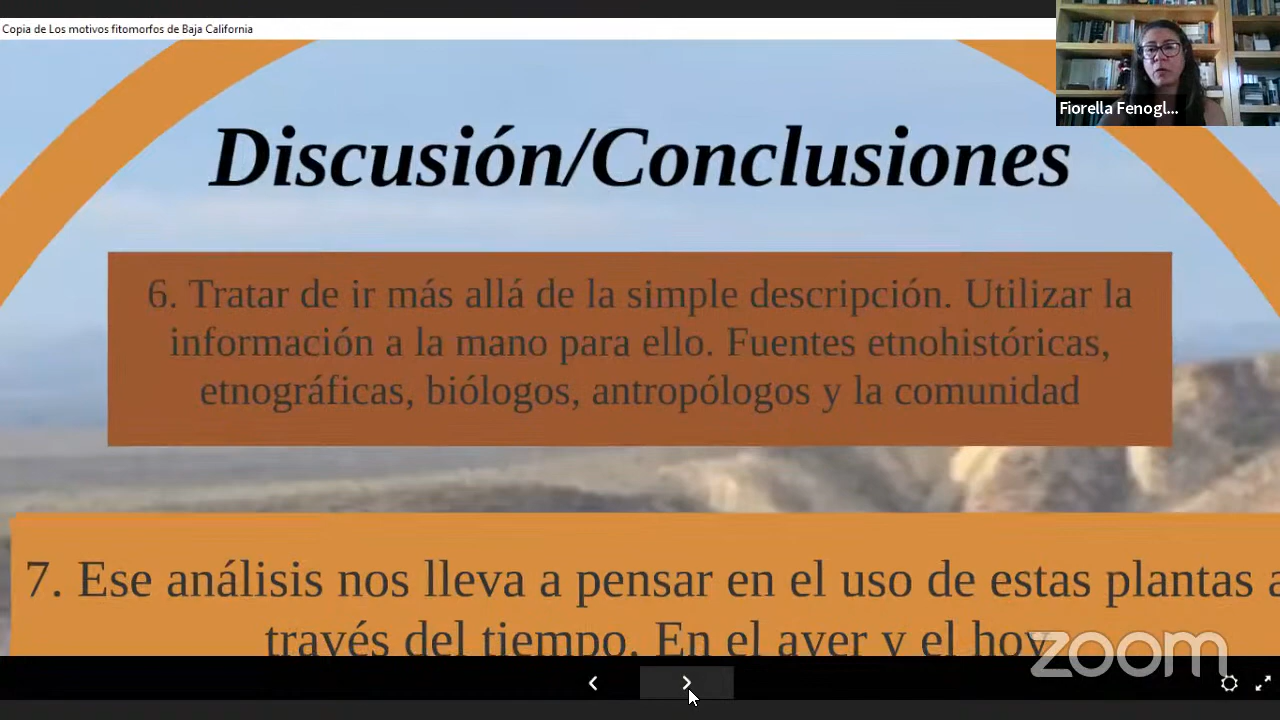 Copia de Los motivos fitomorfos de Baja California
Fiorella Fenogl...
Discusión/Conclusiones
6. Tratar de ir más allá de la simple descripción. Utilizar la
información a la mano para ello. Fuentes etnohistóricas,
etnográficas, biólogos, antropólogos y la comunidad
7. Ese análisis nos lleva a pensar en el uso de estas plantas a
través del tiempo. En el ayer y el hoy
zoom